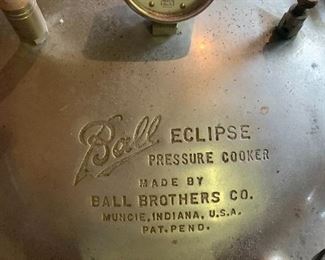 Ball ECLIPSE
PRESSURE COOKER
MADE BY
BALL BROTHERS CO.
MUNCIE, INDIANA, U.S.A.
PAT. PEND.